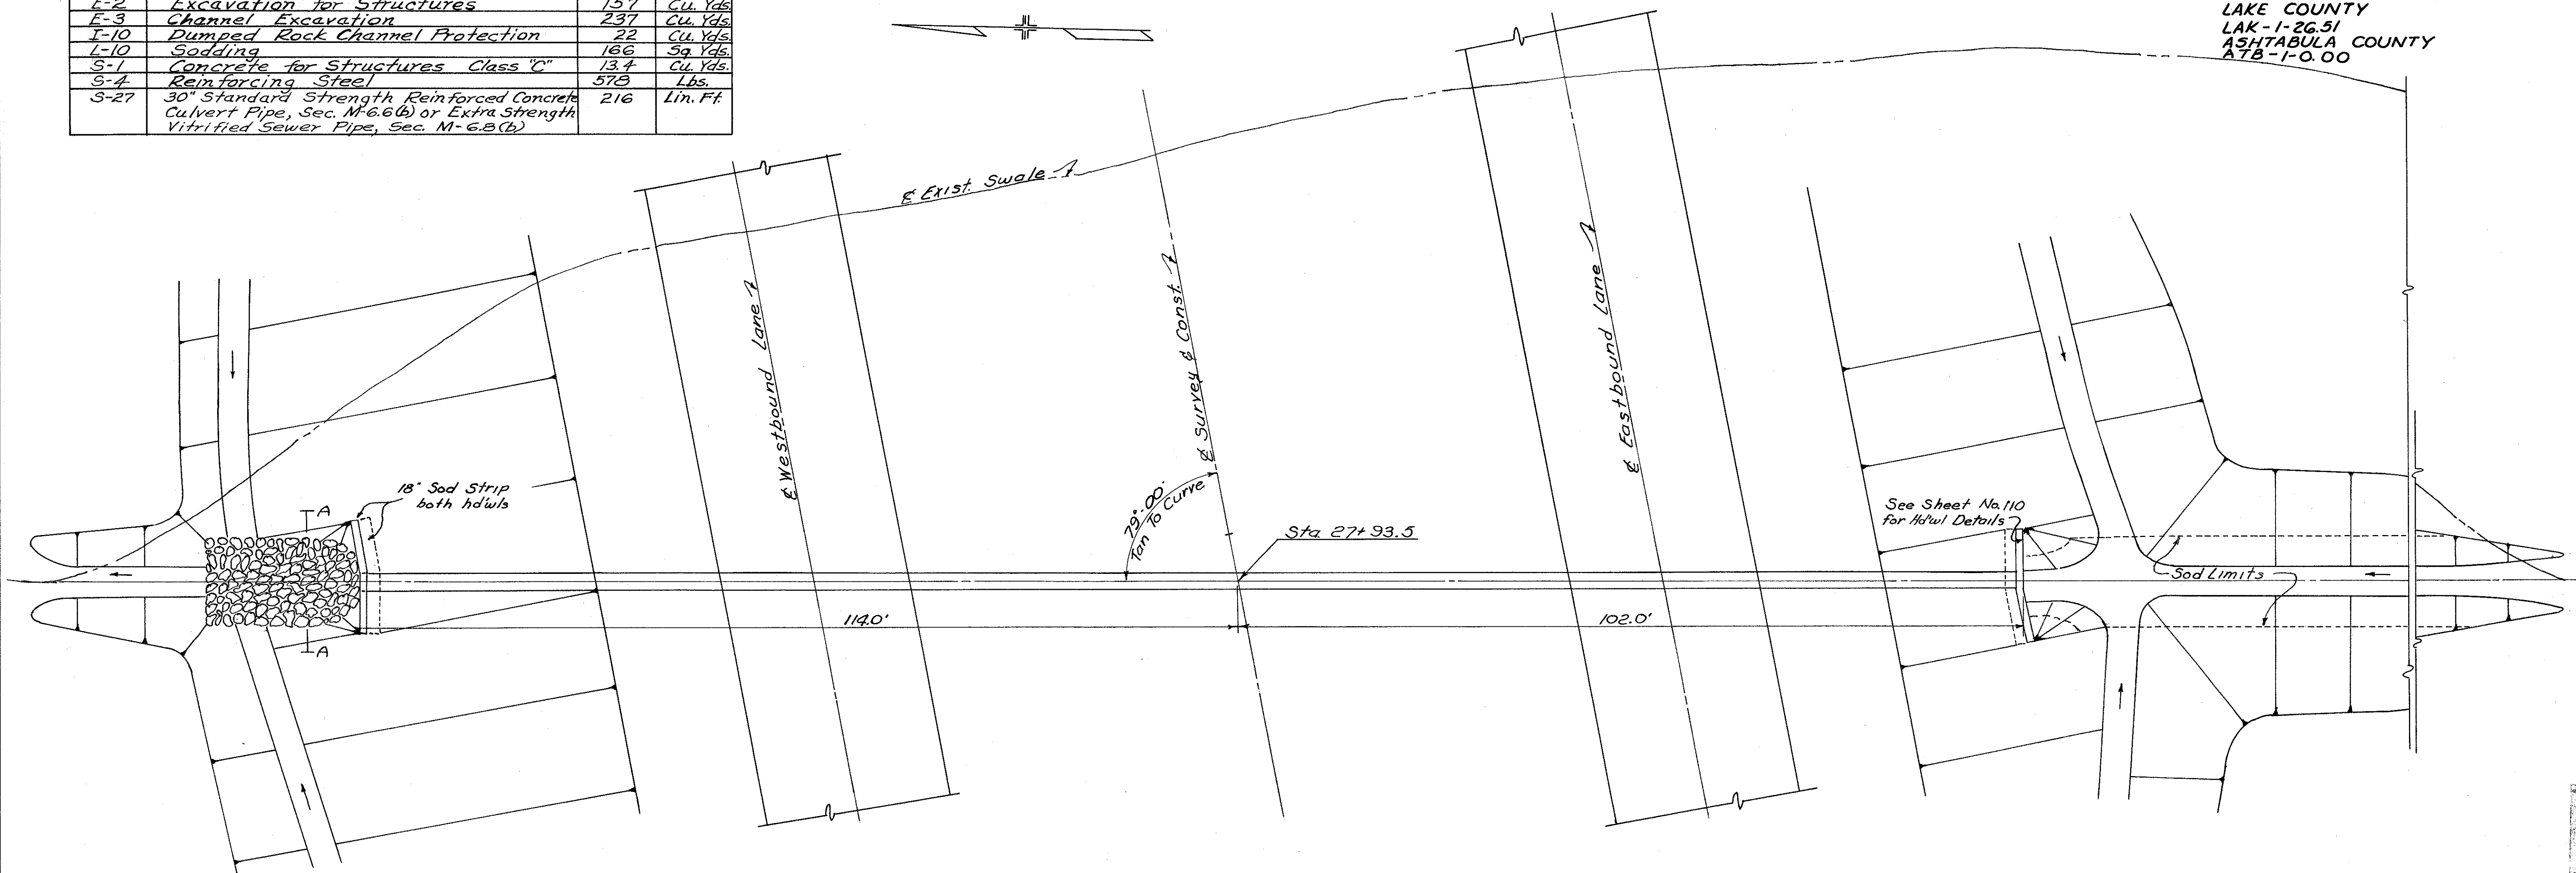 E-2 Excavation for Structures 157 Cu. Yds.
E-3 Channel Excavation 237 Cu. Yds.
I-10 Dumped Rock Channel Protection 22 Cu. Yds.
L-10 Sodding 166 Sq. Yds.
S-1 Concrete for Structures Class "C" 13.4 Cu. Yds.
S-4 Reinforcing Steel 578 Lbs.
S-27 30" Standard Strength Reinforced Concrete 216 Lin. Ft.
Culvert Pipe, Sec. M-6.6(b) or Extra Strength
Vitrified Sewer Pipe, Sec. M-6.8(b)
LAKE COUNTY
LAK-1-26.51
ASHTABULA COUNTY
ATB-1-0.00
℄ Exist. Swale
℄ Westbound Lane
℄ Survey & Const.
℄ Eastbound Lane
18" Sod Strip
both hdwls
A
A
79°-00'
Tan To Curve
Sta. 27+93.5
See Sheet No. 110
for Hd'wl Details
Sod Limits
114.0'
102.0'